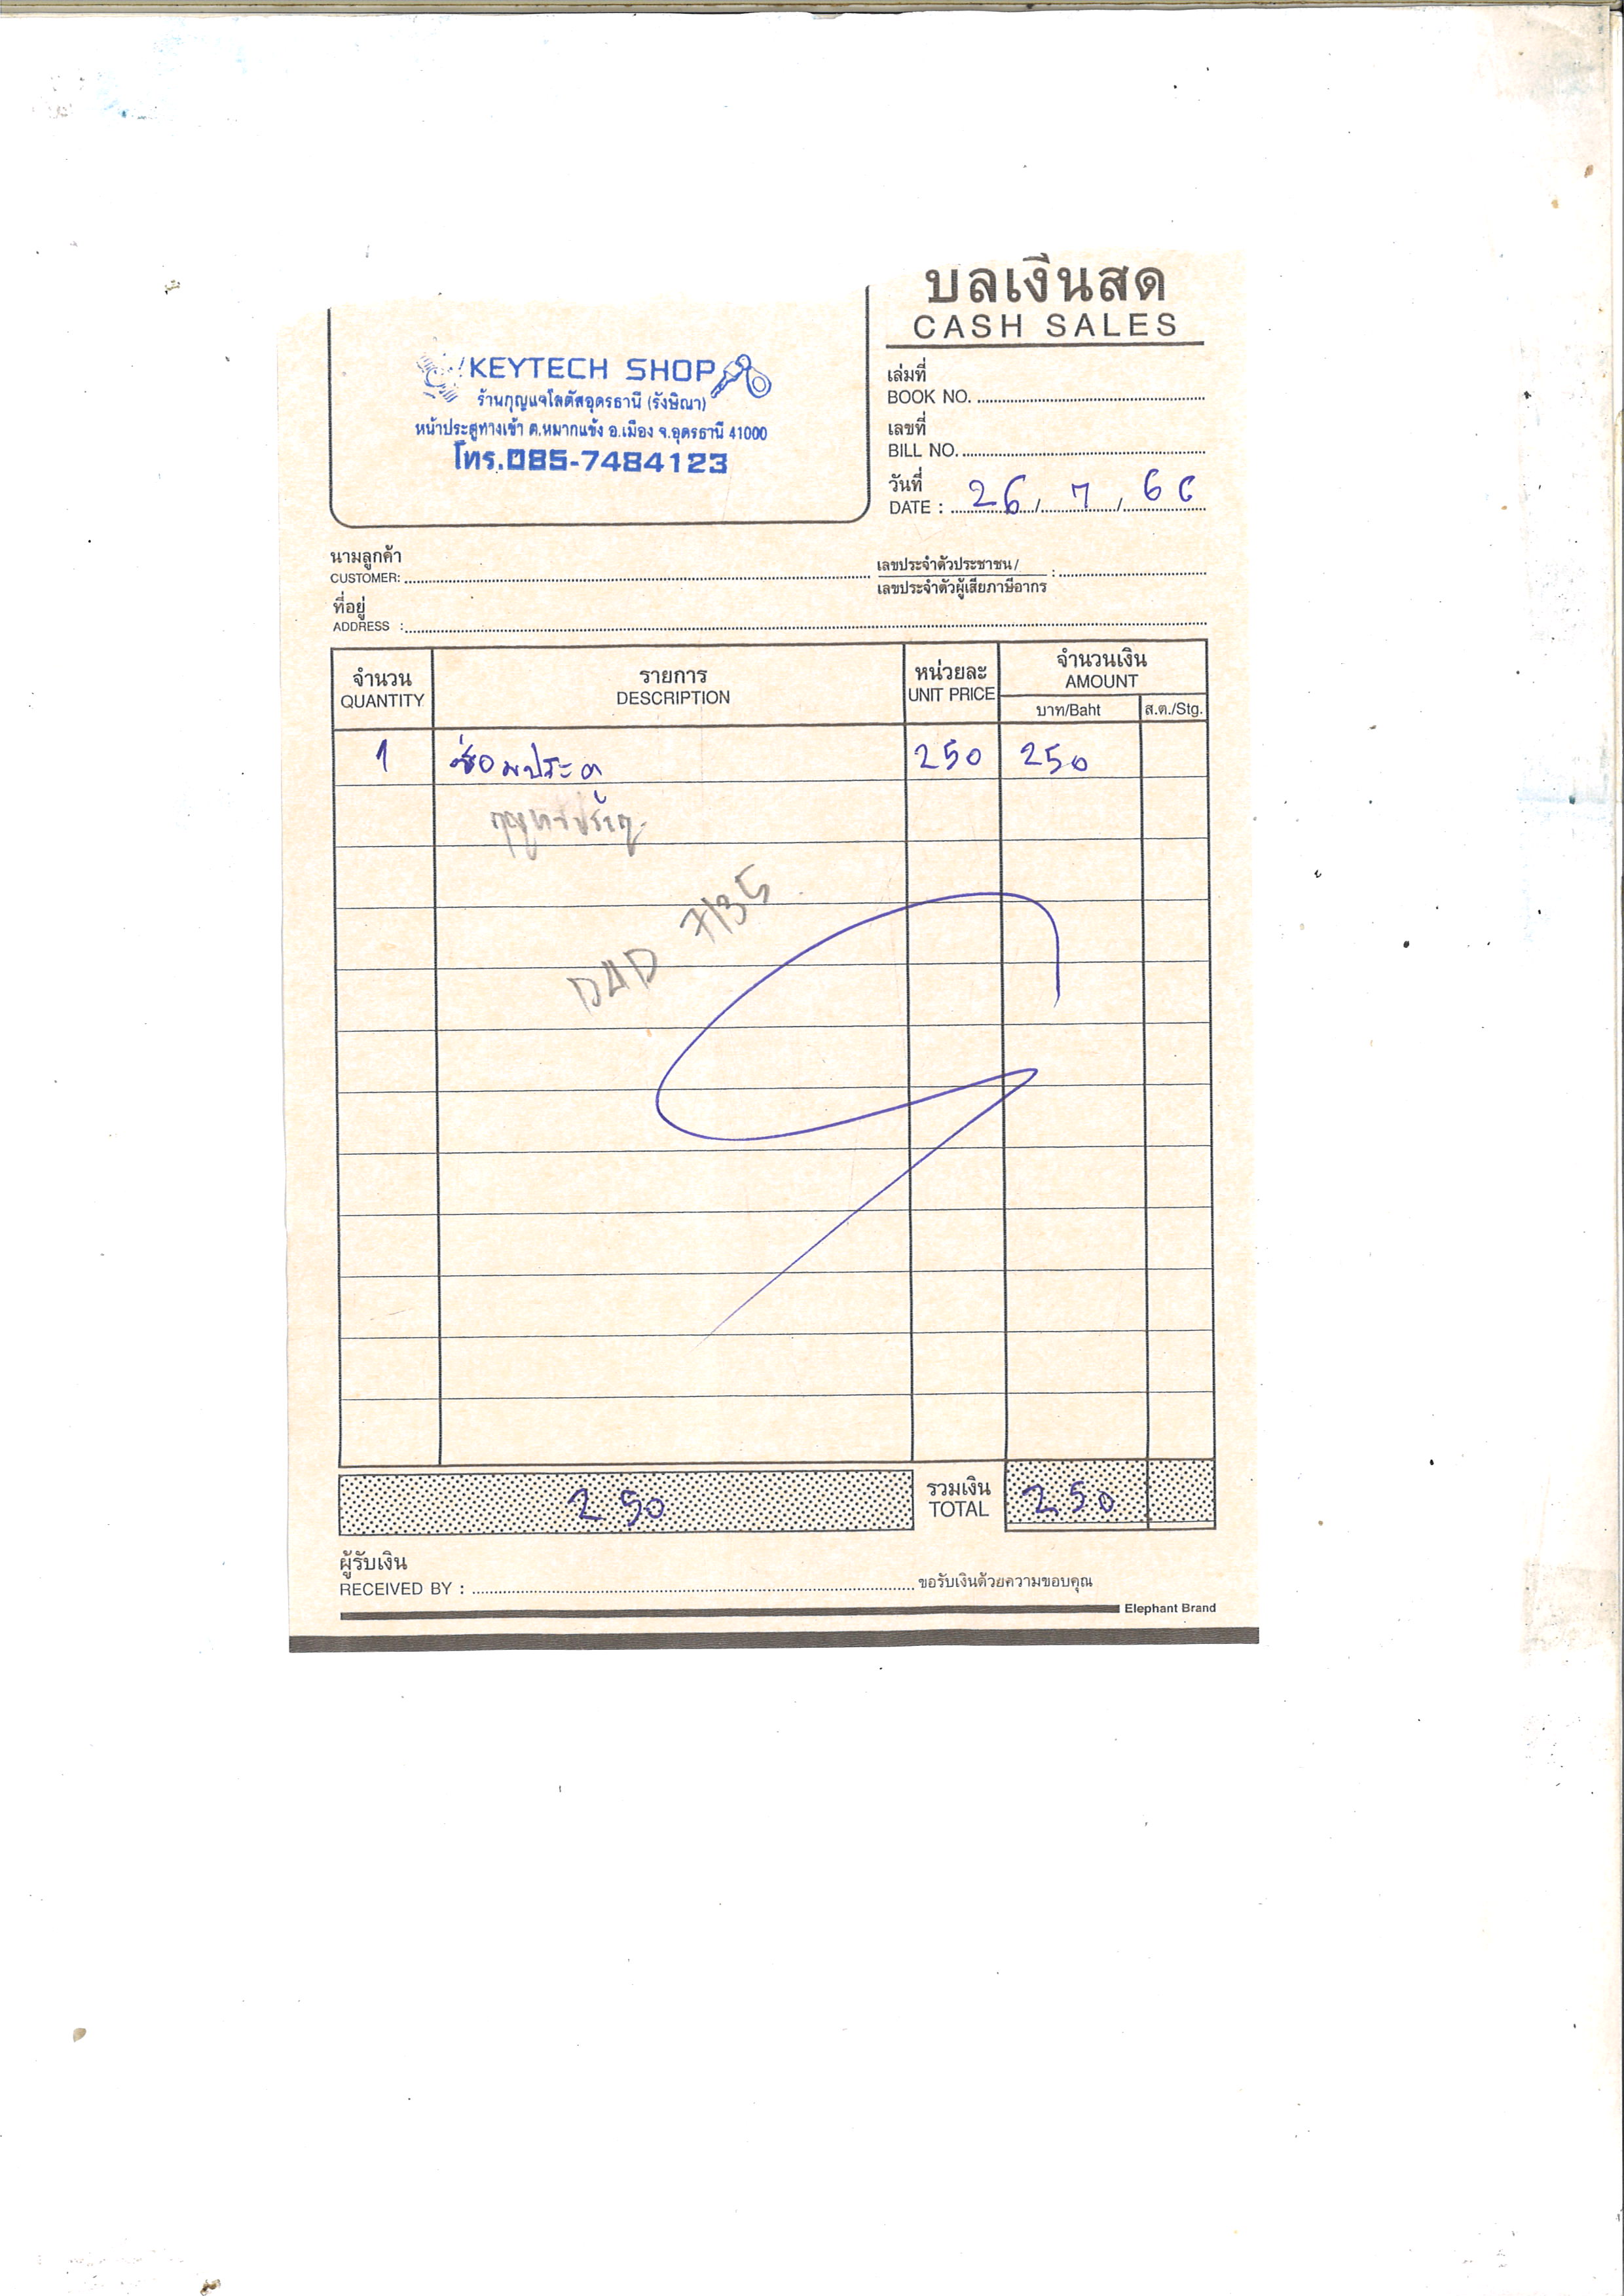 บิลเงินสด
CASH SALES
KEYTECH SHOP
ร้านกุญแจโลตัสอุดรธานี (รังษิณา)
หน้าประตูทางเข้า ต.หมากแข้ง อ.เมือง จ.อุดรธานี 41000
โทร.085-7484123
เล่มที่
BOOK NO.
เลขที่
BILL NO.
วันที่
DATE : 26 / 7 / 66
นามลูกค้า
CUSTOMER:
เลขประจำตัวประชาชน/
เลขประจำตัวผู้เสียภาษีอากร :
ที่อยู่
ADDRESS :
จำนวน รายการ หน่วยละ จำนวนเงิน
QUANTITY DESCRIPTION UNIT PRICE AMOUNT
บาท/Baht ส.ต./Stg.
1 ซ่อมประต 250 250
7135
250 รวมเงิน TOTAL 250
ผู้รับเงิน
RECEIVED BY : ขอรับเงินด้วยความขอบคุณ
Elephant Brand